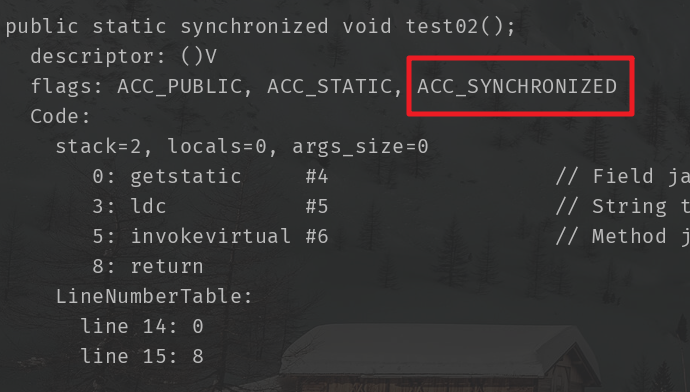 public static synchronized void test02();
descriptor: ()V
flags: ACC_PUBLIC, ACC_STATIC, ACC_SYNCHRONIZED
Code:
stack=2, locals=0, args_size=0
0: getstatic #4 // Field ja
3: ldc #5 // String t
5: invokevirtual #6 // Method j
8: return
LineNumberTable:
line 14: 0
line 15: 8